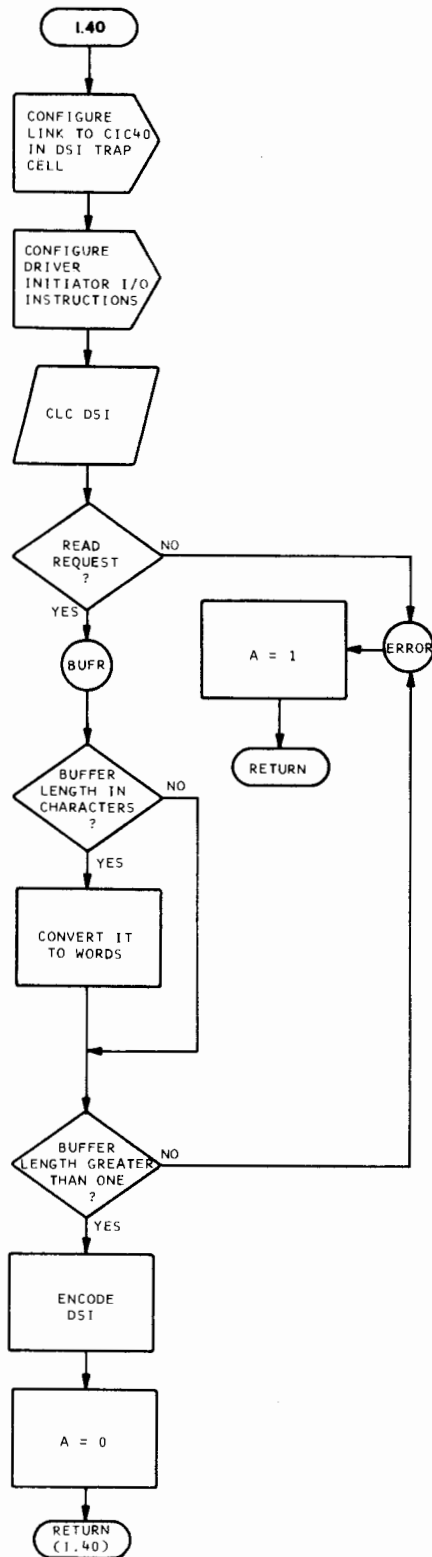 I.40
CONFIGURE
LINK TO CIC40
IN DSI TRAP
CELL
CONFIGURE
DRIVER
INITIATOR I/O
INSTRUCTIONS
CLC DSI
READ
REQUEST
?
NO
YES
BUFR
ERROR
A = 1
RETURN
BUFFER
LENGTH IN
CHARACTERS
?
NO
YES
CONVERT IT
TO WORDS
BUFFER
LENGTH GREATER
THAN ONE
?
NO
YES
ENCODE
DSI
A = 0
RETURN
(I.40)